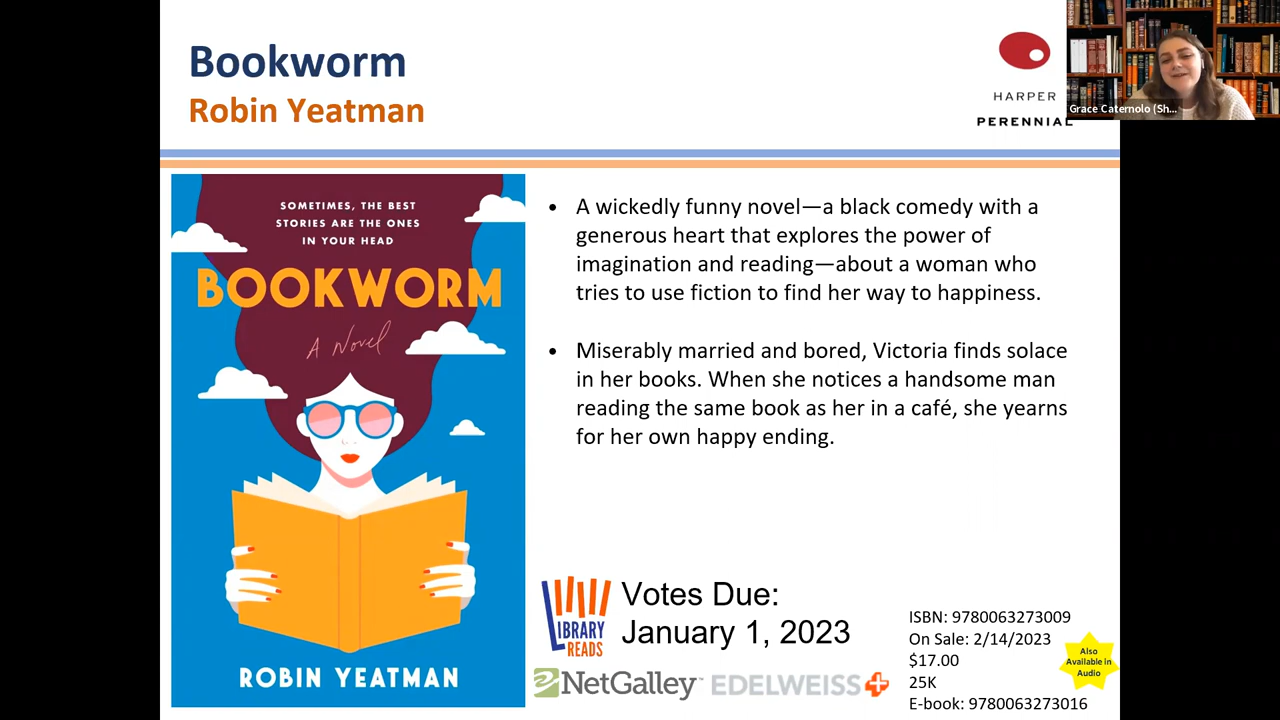 Bookworm
Robin Yeatman
HARPER
PERENNIAL
Grace Caternolo (Sh...
SOMETIMES, THE BEST
STORIES ARE THE ONES
IN YOUR HEAD
BOOKWORM
A Novel
ROBIN YEATMAN
• A wickedly funny novel—a black comedy with a
generous heart that explores the power of
imagination and reading—about a woman who
tries to use fiction to find her way to happiness.
• Miserably married and bored, Victoria finds solace
in her books. When she notices a handsome man
reading the same book as her in a café, she yearns
for her own happy ending.
LIBRARY
READS
Votes Due:
January 1, 2023
NetGalley™
EDELWEISS+
ISBN: 9780063273009
On Sale: 2/14/2023
$17.00
25K
E-book: 9780063273016
Also
Available in
Audio